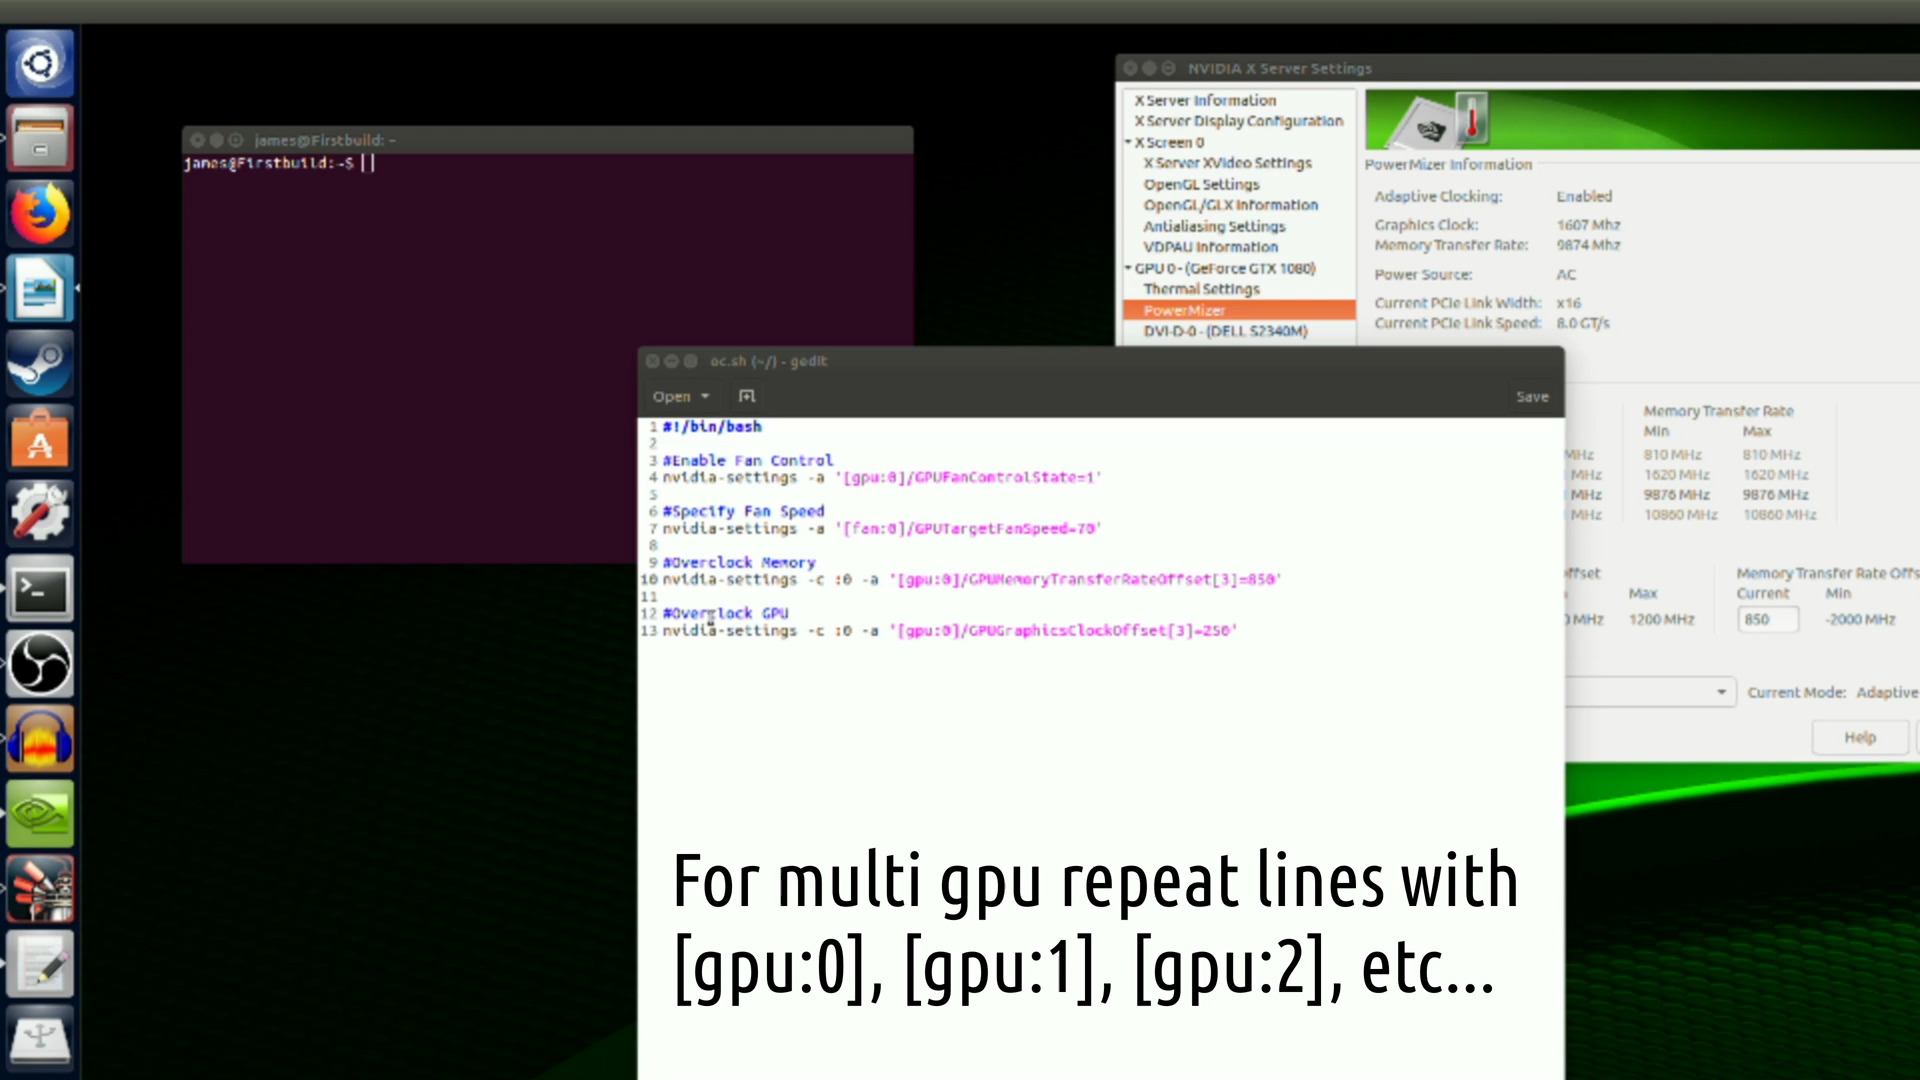 james@Firstbuild: ~
james@Firstbuild:~$
NVIDIA X Server Settings
X Server Information
X Server Display Configuration
X Screen 0
X Server XVideo Settings
OpenGL Settings
OpenGL/GLX Information
Antialiasing Settings
VDPAU Information
GPU 0 - (GeForce GTX 1080)
Thermal Settings
PowerMizer
DVI-D-0 - (DELL S2340M)
PowerMizer Information
Adaptive Clocking: Enabled
Graphics Clock: 1607 Mhz
Memory Transfer Rate: 9874 Mhz
Power Source: AC
Current PCIe Link Width: x16
Current PCIe Link Speed: 8.0 GT/s
Memory Transfer Rate
Min Max
MHz 810 MHz 810 MHz
MHz 1620 MHz 1620 MHz
MHz 9876 MHz 9876 MHz
MHz 10860 MHz 10860 MHz
ffset Memory Transfer Rate Offs
Max Current Min
0 MHz 1200 MHz 850 -2000 MHz
Current Mode: Adaptive
Help
oc.sh (~/) - gedit
Open Save
1 #!/bin/bash
2
3 #Enable Fan Control
4 nvidia-settings -a '[gpu:0]/GPUFanControlState=1'
5
6 #Specify Fan Speed
7 nvidia-settings -a '[fan:0]/GPUTargetFanSpeed=70'
8
9 #Overclock Memory
10 nvidia-settings -c :0 -a '[gpu:0]/GPUMemoryTransferRateOffset[3]=850'
11
12 #Overclock GPU
13 nvidia-settings -c :0 -a '[gpu:0]/GPUGraphicsClockOffset[3]=250'
For multi gpu repeat lines with
[gpu:0], [gpu:1], [gpu:2], etc...